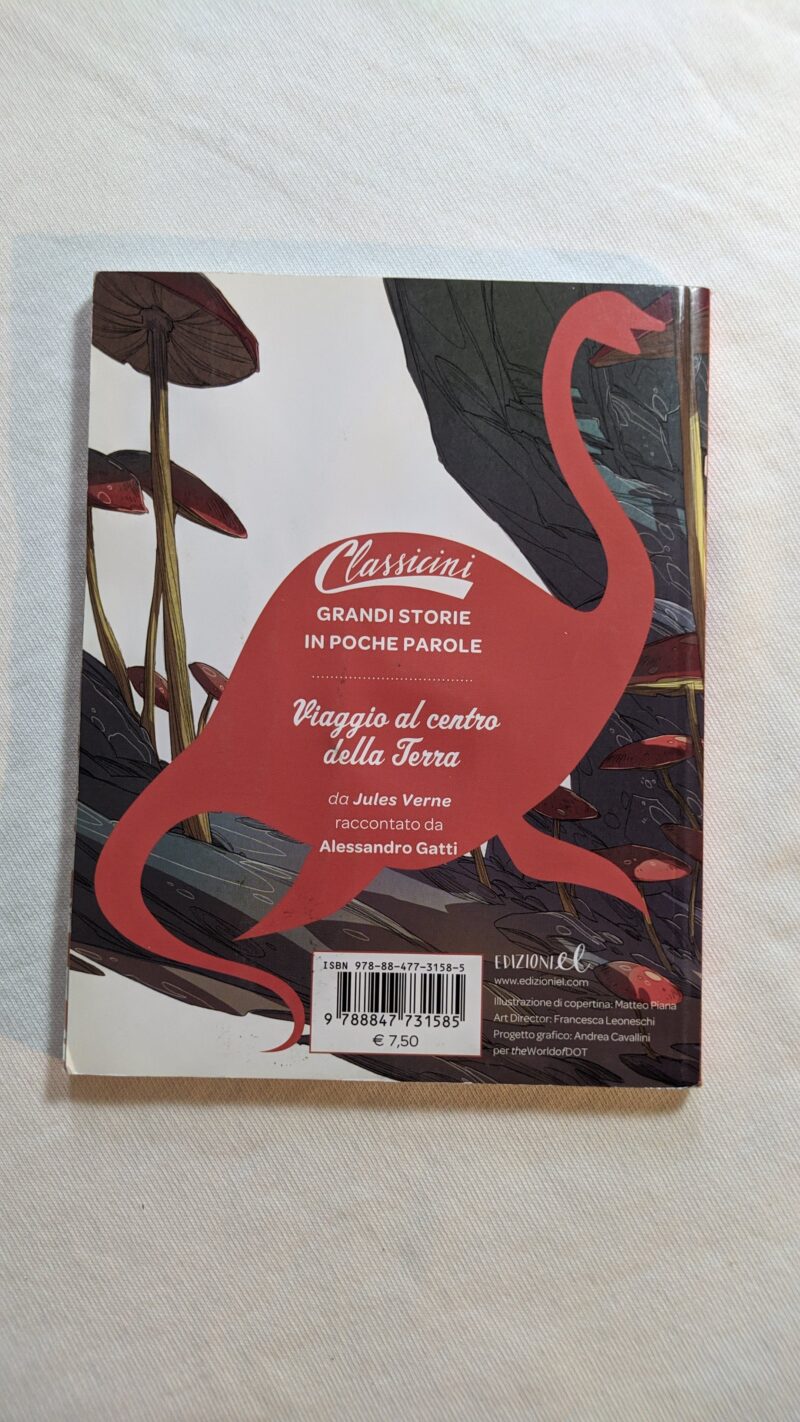 Classicini
GRANDI STORIE
IN POCHE PAROLE
Viaggio al centro
della Terra
da Jules Verne
raccontato da
Alessandro Gatti
ISBN 978-88-477-3158-5
9 788847 731585
€ 7,50
EDIZIONI el
www.edizioniel.com
Illustrazione di copertina: Matteo Piana
Art Director: Francesca Leoneschi
Progetto grafico: Andrea Cavallini
per theWorldofDOT